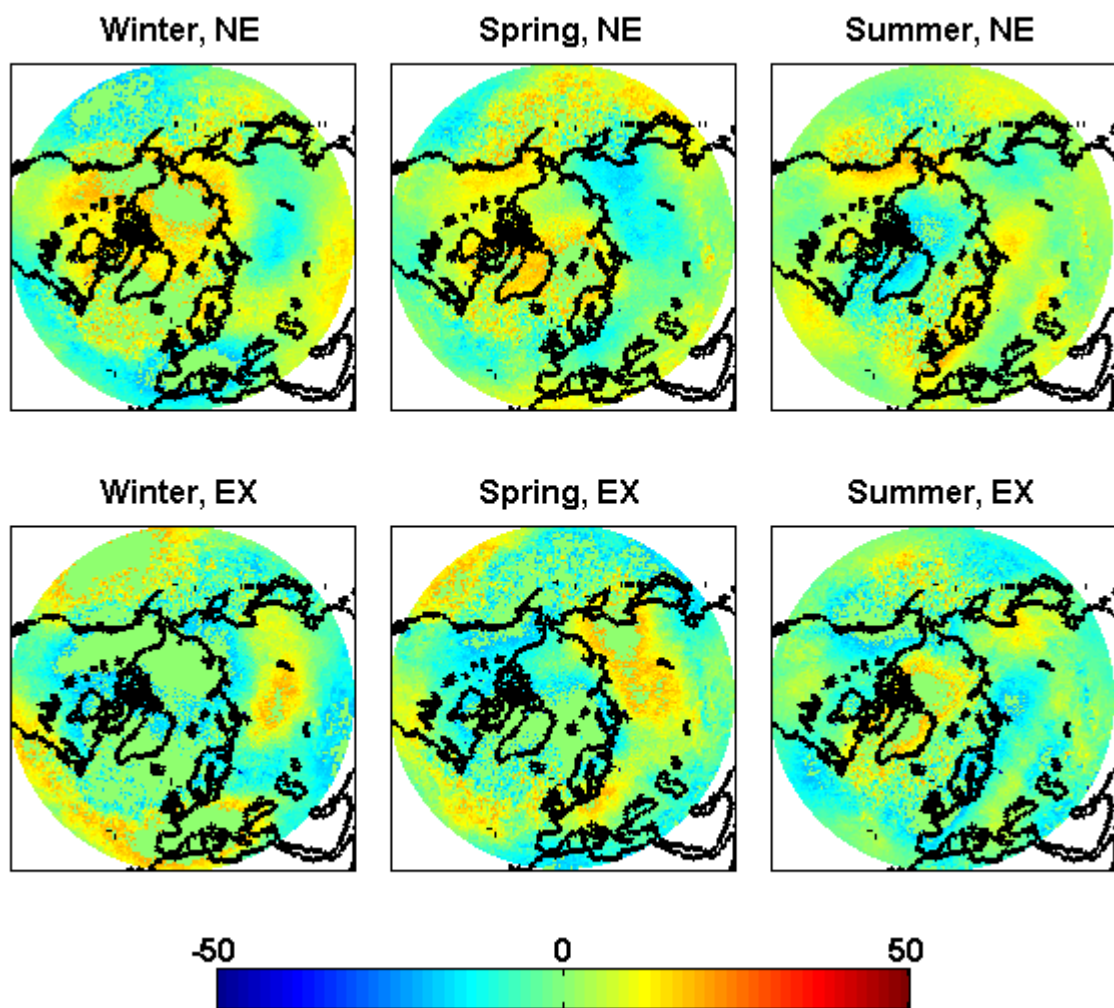 Winter, NE
Spring, NE
Summer, NE
Winter, EX
Spring, EX
Summer, EX
-50 0 50